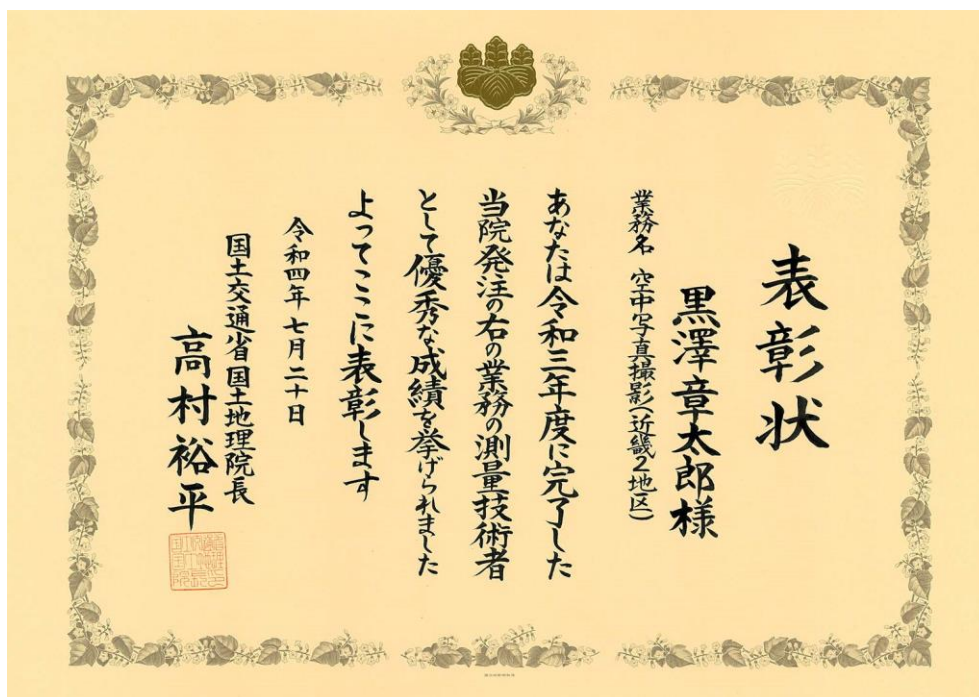 表彰状
黒澤章太郎様
業務名 空中写真撮影(近畿2地区)
あなたは令和三年度に完了した
当院発注の右の業務の測量技術者
として優秀な成績を挙げられました
よってここに表彰します
令和四年七月二十日
国土交通省国土地理院長
高村裕平